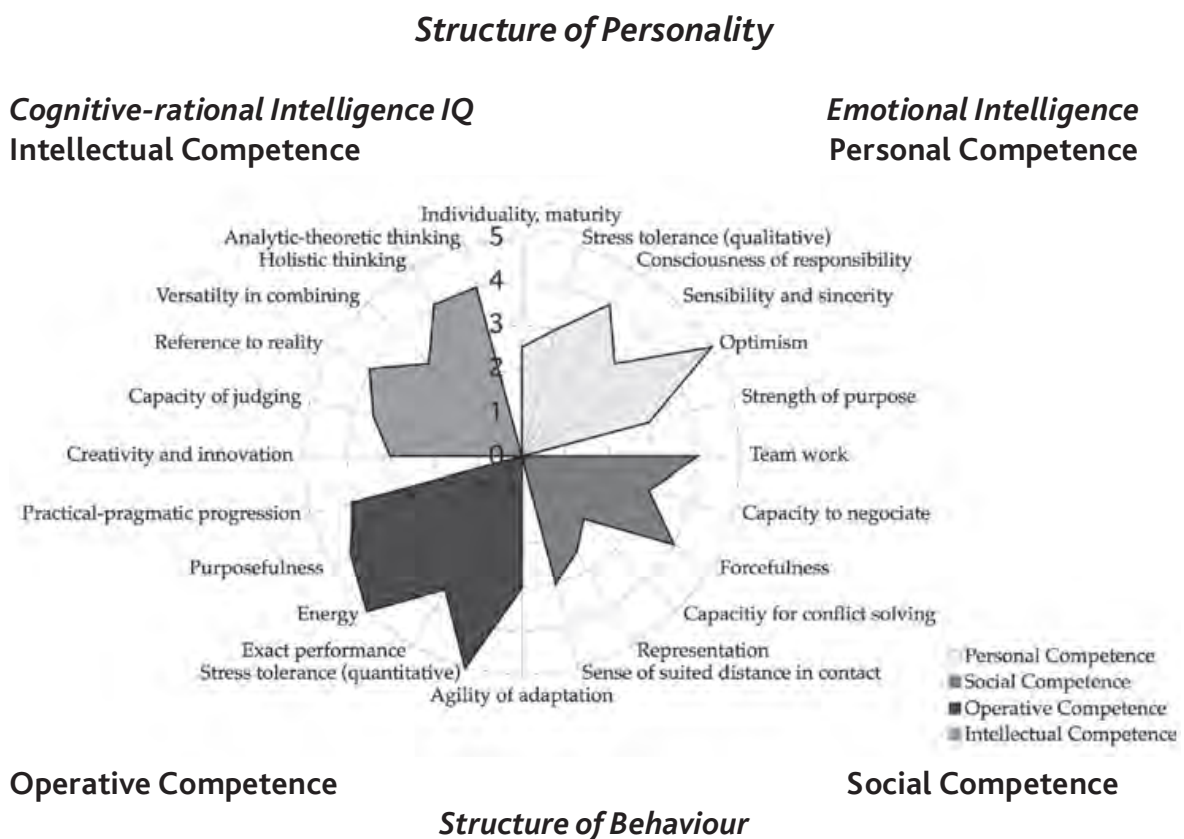 Structure of Personality
Cognitive-rational Intelligence IQ
Intellectual Competence
Emotional Intelligence
Personal Competence
Individuality, maturity
Analytic-theoretic thinking
Holistic thinking
Versatilty in combining
Reference to reality
Capacity of judging
Creativity and innovation
Practical-pragmatic progression
Purposefulness
Energy
Exact performance
Stress tolerance (quantitative)
Agility of adaptation
5
4
3
2
1
0
Stress tolerance (qualitative)
Consciousness of responsibility
Sensibility and sincerity
Optimism
Strength of purpose
Team work
Capacity to negociate
Forcefulness
Capacitiy for conflict solving
Representation
Sense of suited distance in contact
Personal Competence
Social Competence
Operative Competence
Intellectual Competence
Operative Competence
Social Competence
Structure of Behaviour